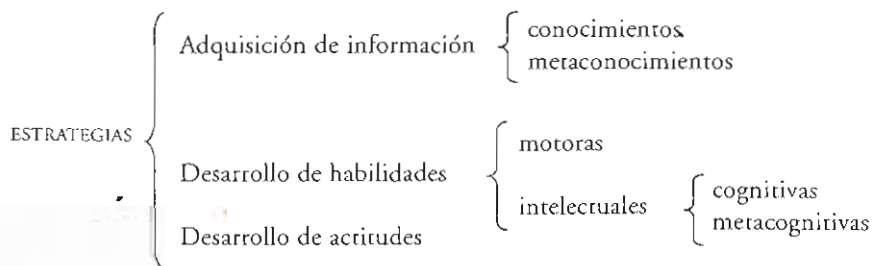 Adquisición de información
conocimientos
metaconocimientos
ESTRATEGIAS
motoras
Desarrollo de habilidades
intelectuales
cognitivas
metacognitivas
Desarrollo de actitudes